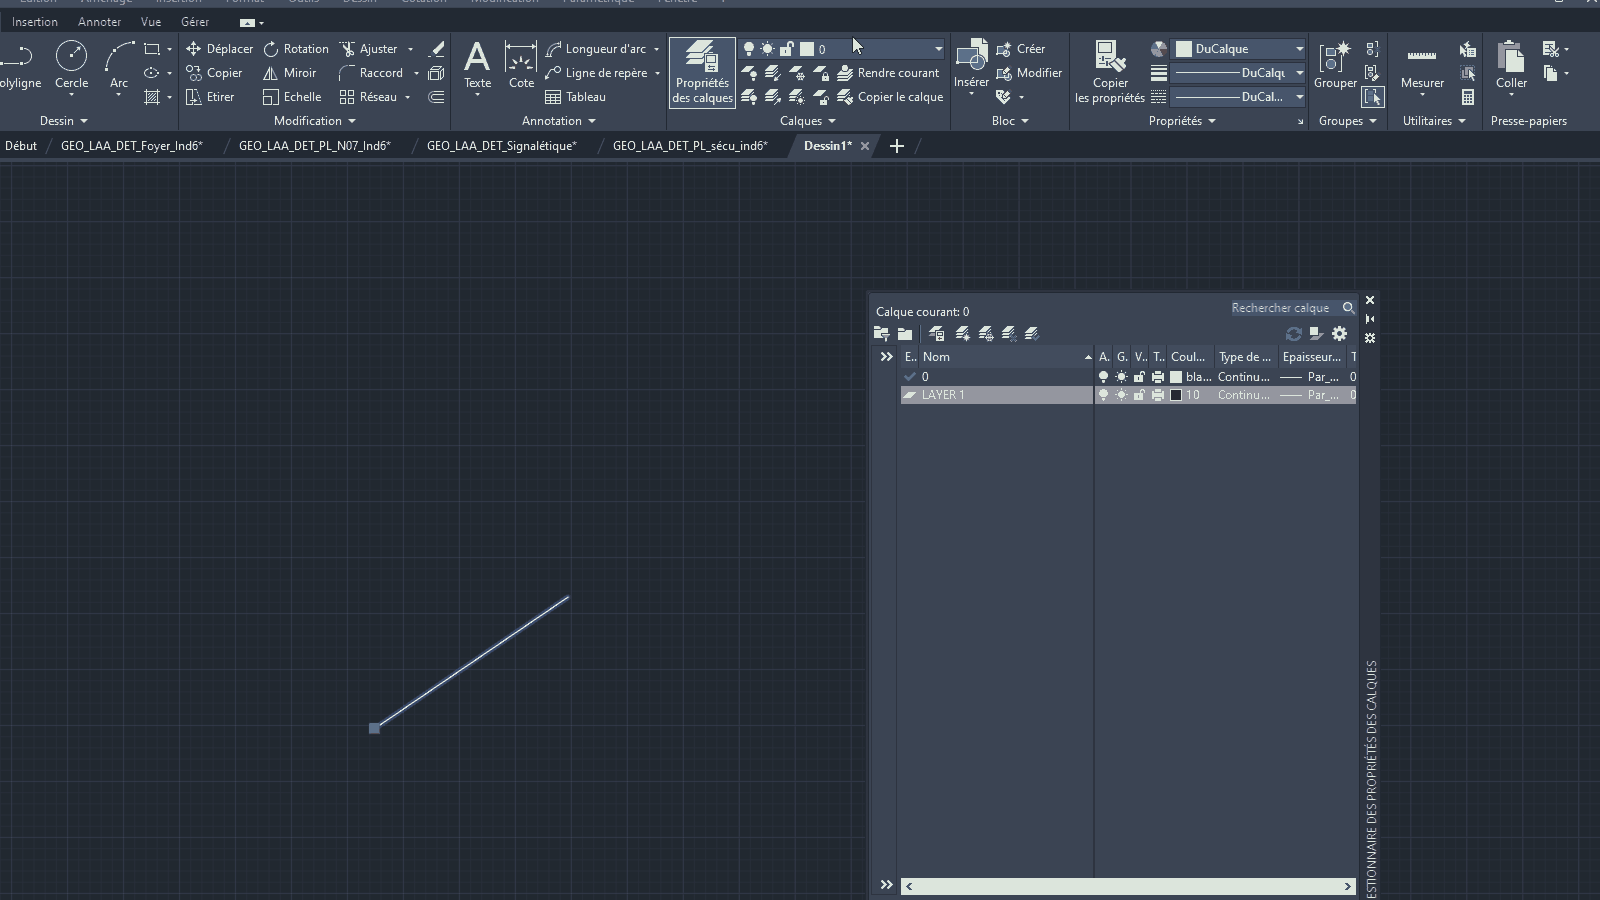 Insertion Annoter Vue Gérer
Déplacer Rotation Ajuster Longueur d'arc 0 Créer DuCalque
olyligne Cercle Arc Copier Miroir Raccord Texte Cote Ligne de repère Propriétés des calques Rendre courant Insérer Modifier Copier les propriétés DuCalqu Grouper Mesurer Coller
Etirer Echelle Réseau Tableau Copier le calque DuCal...
Dessin Modification Annotation Calques Bloc Propriétés Groupes Utilitaires Presse-papiers
Début GEO_LAA_DET_Foyer_Ind6* GEO_LAA_DET_PL_N07_Ind6* GEO_LAA_DET_Signalétique* GEO_LAA_DET_PL_sécu_ind6* Dessin1*
Calque courant: 0 Rechercher calque
E.. Nom A. G. V.. T.. Coul... Type de ... Epaisseur... T
0 bla... Continu... Par_... 0
LAYER 1 10 Continu... Par_... 0
ESTIONNAIRE DES PROPRIÉTÉS DES CALQUES